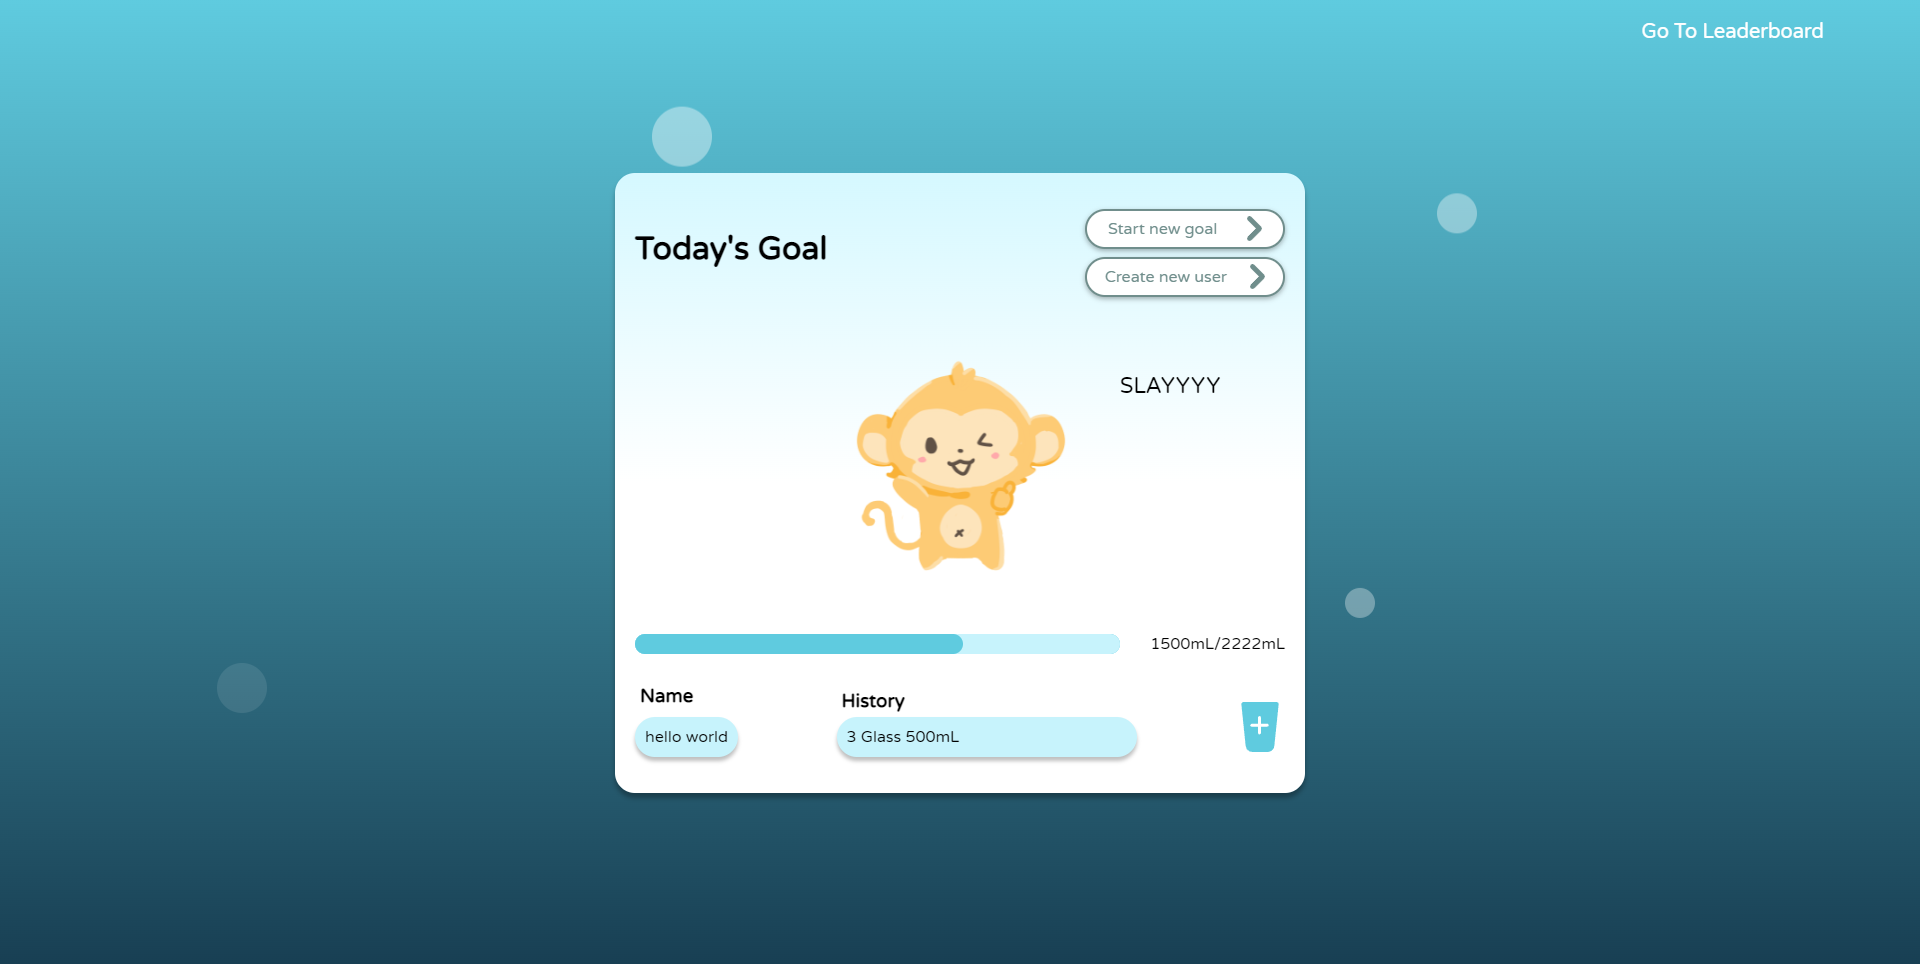 Go To Leaderboard
Today's Goal
Start new goal
Create new user
SLAYYYY
1500mL/2222mL
Name
History
hello world
3 Glass 500mL